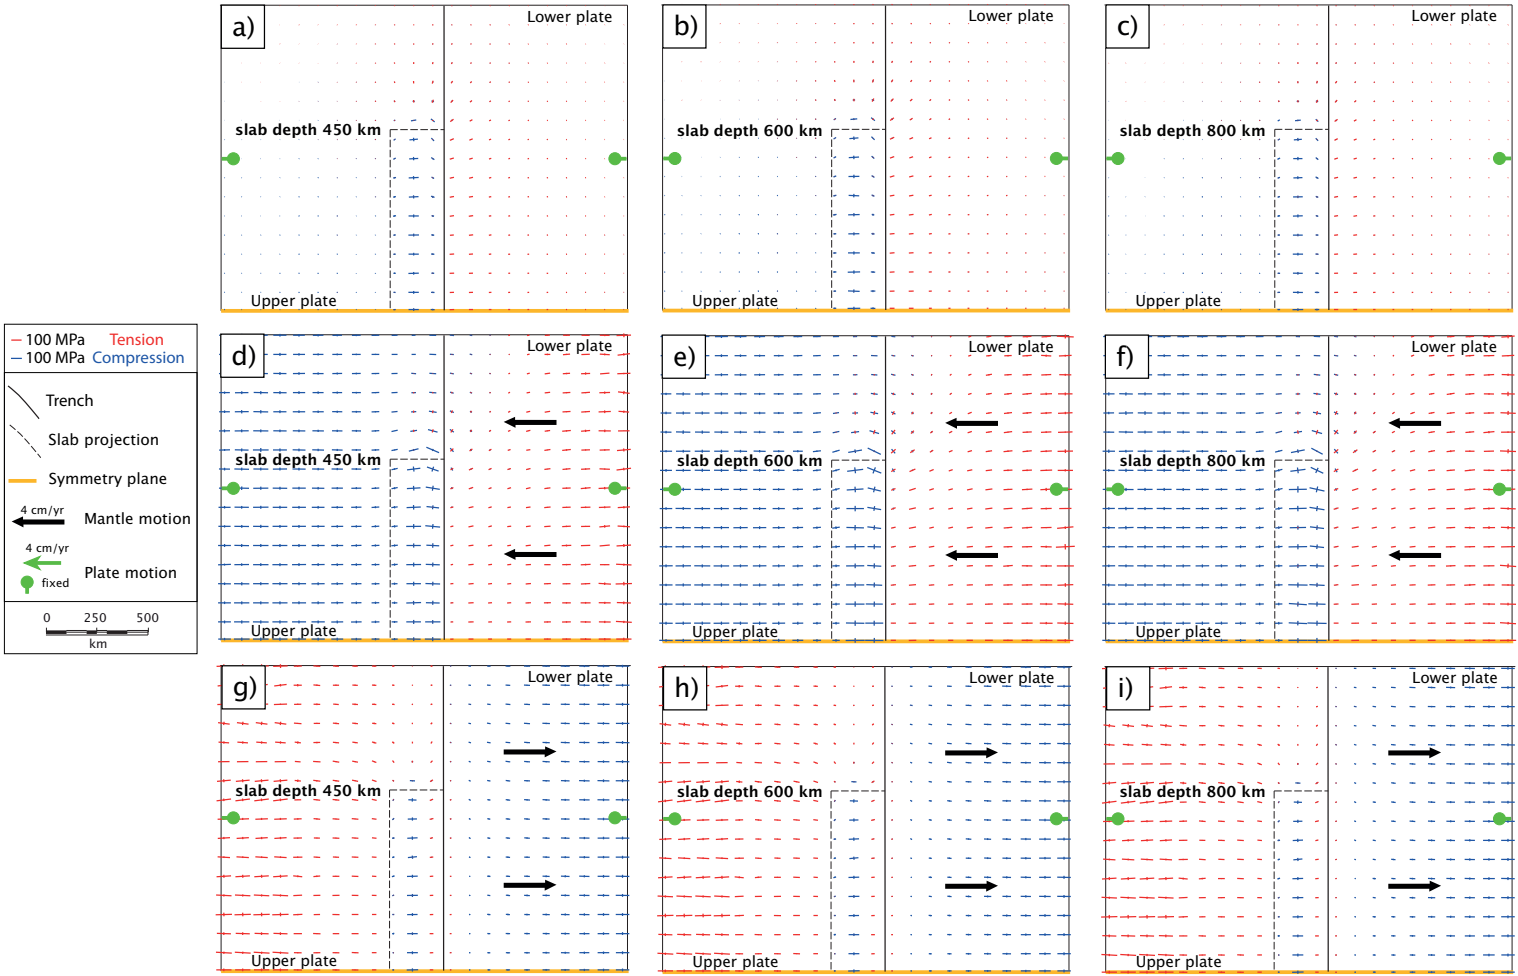 a)
Lower plate
slab depth 450 km
Upper plate
b)
Lower plate
slab depth 600 km
Upper plate
c)
Lower plate
slab depth 800 km
Upper plate
100 MPa Tension
100 MPa Compression
Trench
Slab projection
Symmetry plane
4 cm/yr
Mantle motion
4 cm/yr
Plate motion
fixed
0 250 500
km
d)
Lower plate
slab depth 450 km
Upper plate
e)
Lower plate
slab depth 600 km
Upper plate
f)
Lower plate
slab depth 800 km
Upper plate
g)
Lower plate
slab depth 450 km
Upper plate
h)
Lower plate
slab depth 600 km
Upper plate
i)
Lower plate
slab depth 800 km
Upper plate